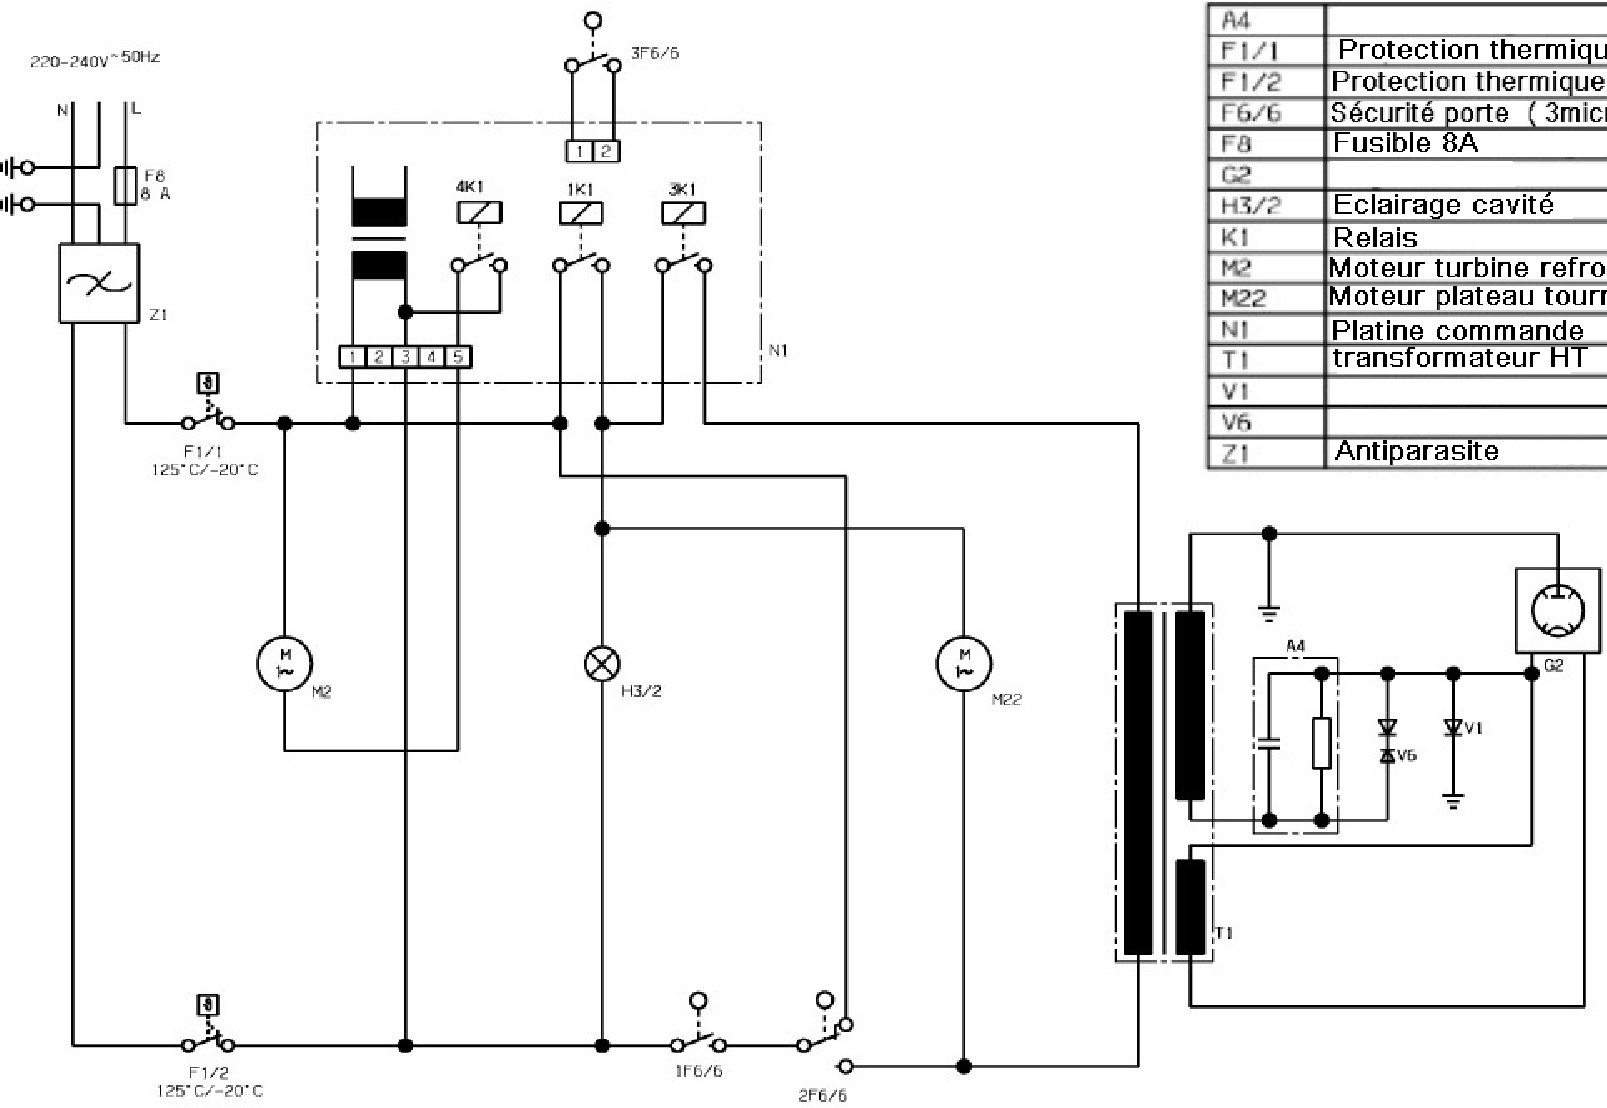 220-240V~50Hz
N
L
F8
8 A
Z1
3F6/6
1 2
4K1
1K1
3K1
1 2 3 4 5
N1
F1/1
125°C/-20°C
M
1~
M2
H3/2
M
1~
M22
F1/2
125°C/-20°C
1F6/6
2F6/6
T1
A4
V6
V1
G2
A4
F1/1 Protection thermiqu
F1/2 Protection thermique
F6/6 Sécurité porte ( 3micr
F8 Fusible 8A
G2
H3/2 Eclairage cavité
K1 Relais
M2 Moteur turbine refro
M22 Moteur plateau tourn
N1 Platine commande
T1 transformateur HT
V1
V6
Z1 Antiparasite